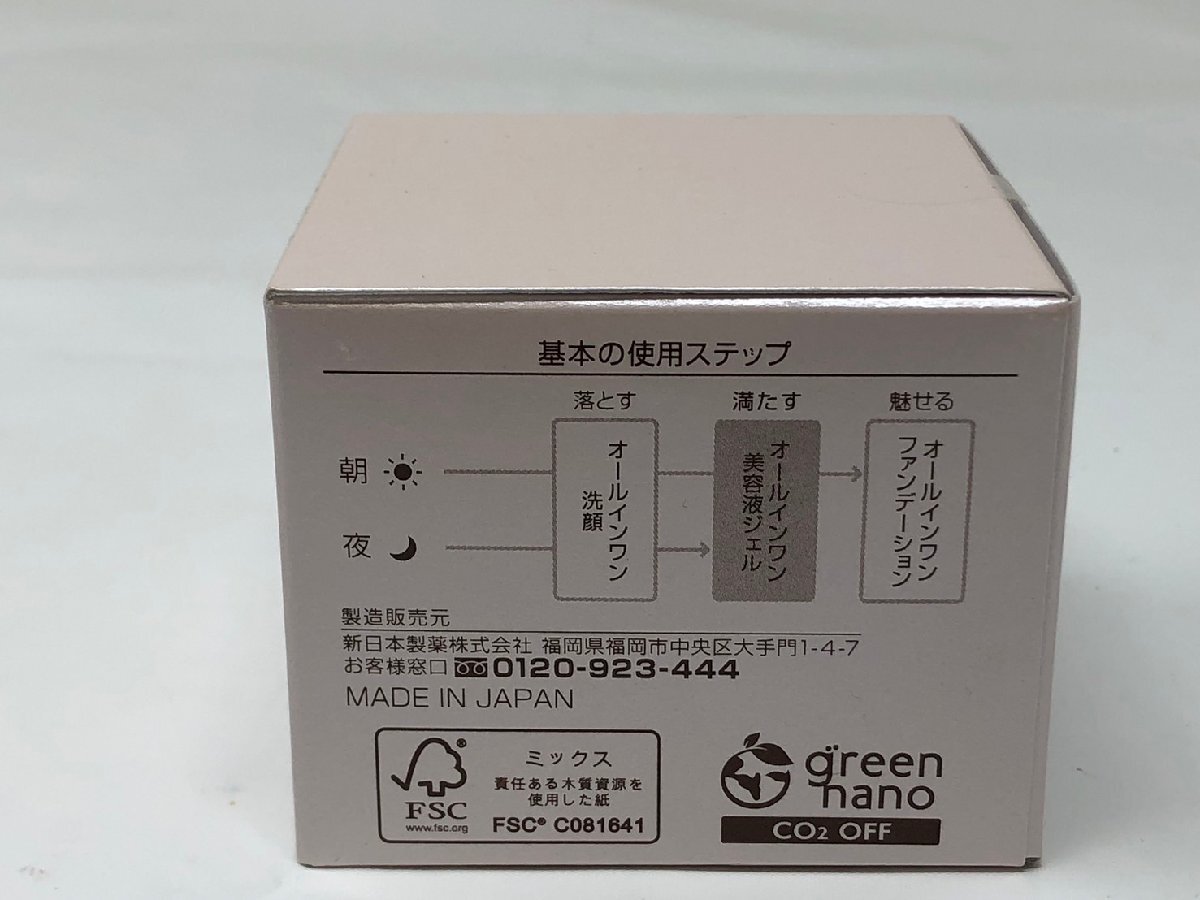 基本の使用ステップ
落とす 満たす 魅せる
朝
夜
オールインワン
洗顔
オールインワン
美容液ジェル
オールインワン
ファンデーション
製造販売元
新日本製薬株式会社 福岡県福岡市中央区大手門1-4-7
お客様窓口 0120-923-444
MADE IN JAPAN
FSC®
www.fsc.org
ミックス
責任ある木質資源を
使用した紙
FSC® C081641
green
nano
CO2 OFF